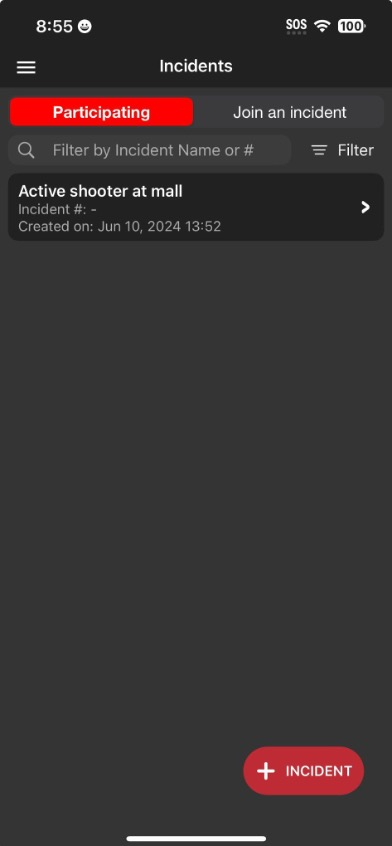 8:55
SOS
100
Incidents
Participating
Join an incident
Filter by Incident Name or #
Filter
Active shooter at mall
Incident #: -
Created on: Jun 10, 2024 13:52
INCIDENT